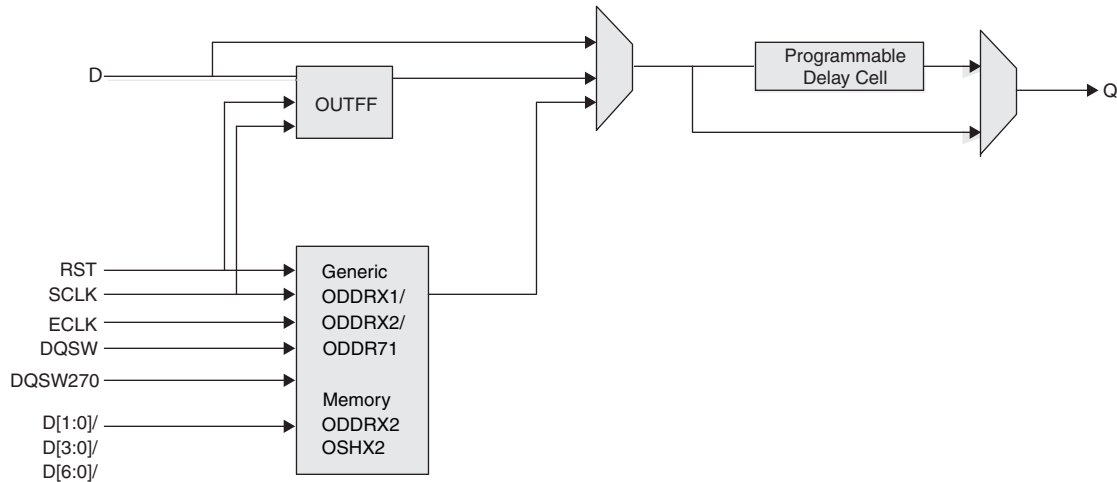 D
OUTFF
Programmable
Delay Cell
Q
RST
SCLK
ECLK
DQSW
DQSW270
D[1:0]/
D[3:0]/
D[6:0]/
Generic
ODDRX1/
ODDRX2/
ODDR71
Memory
ODDRX2
OSHX2